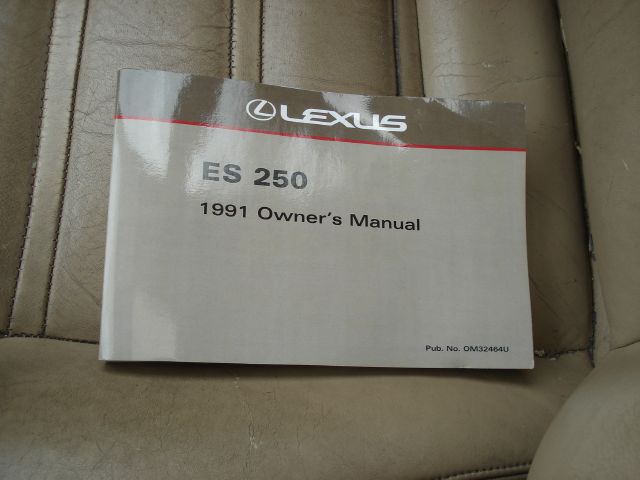 LEXUS
ES 250
1991 Owner's Manual
Pub. No. OM32464U